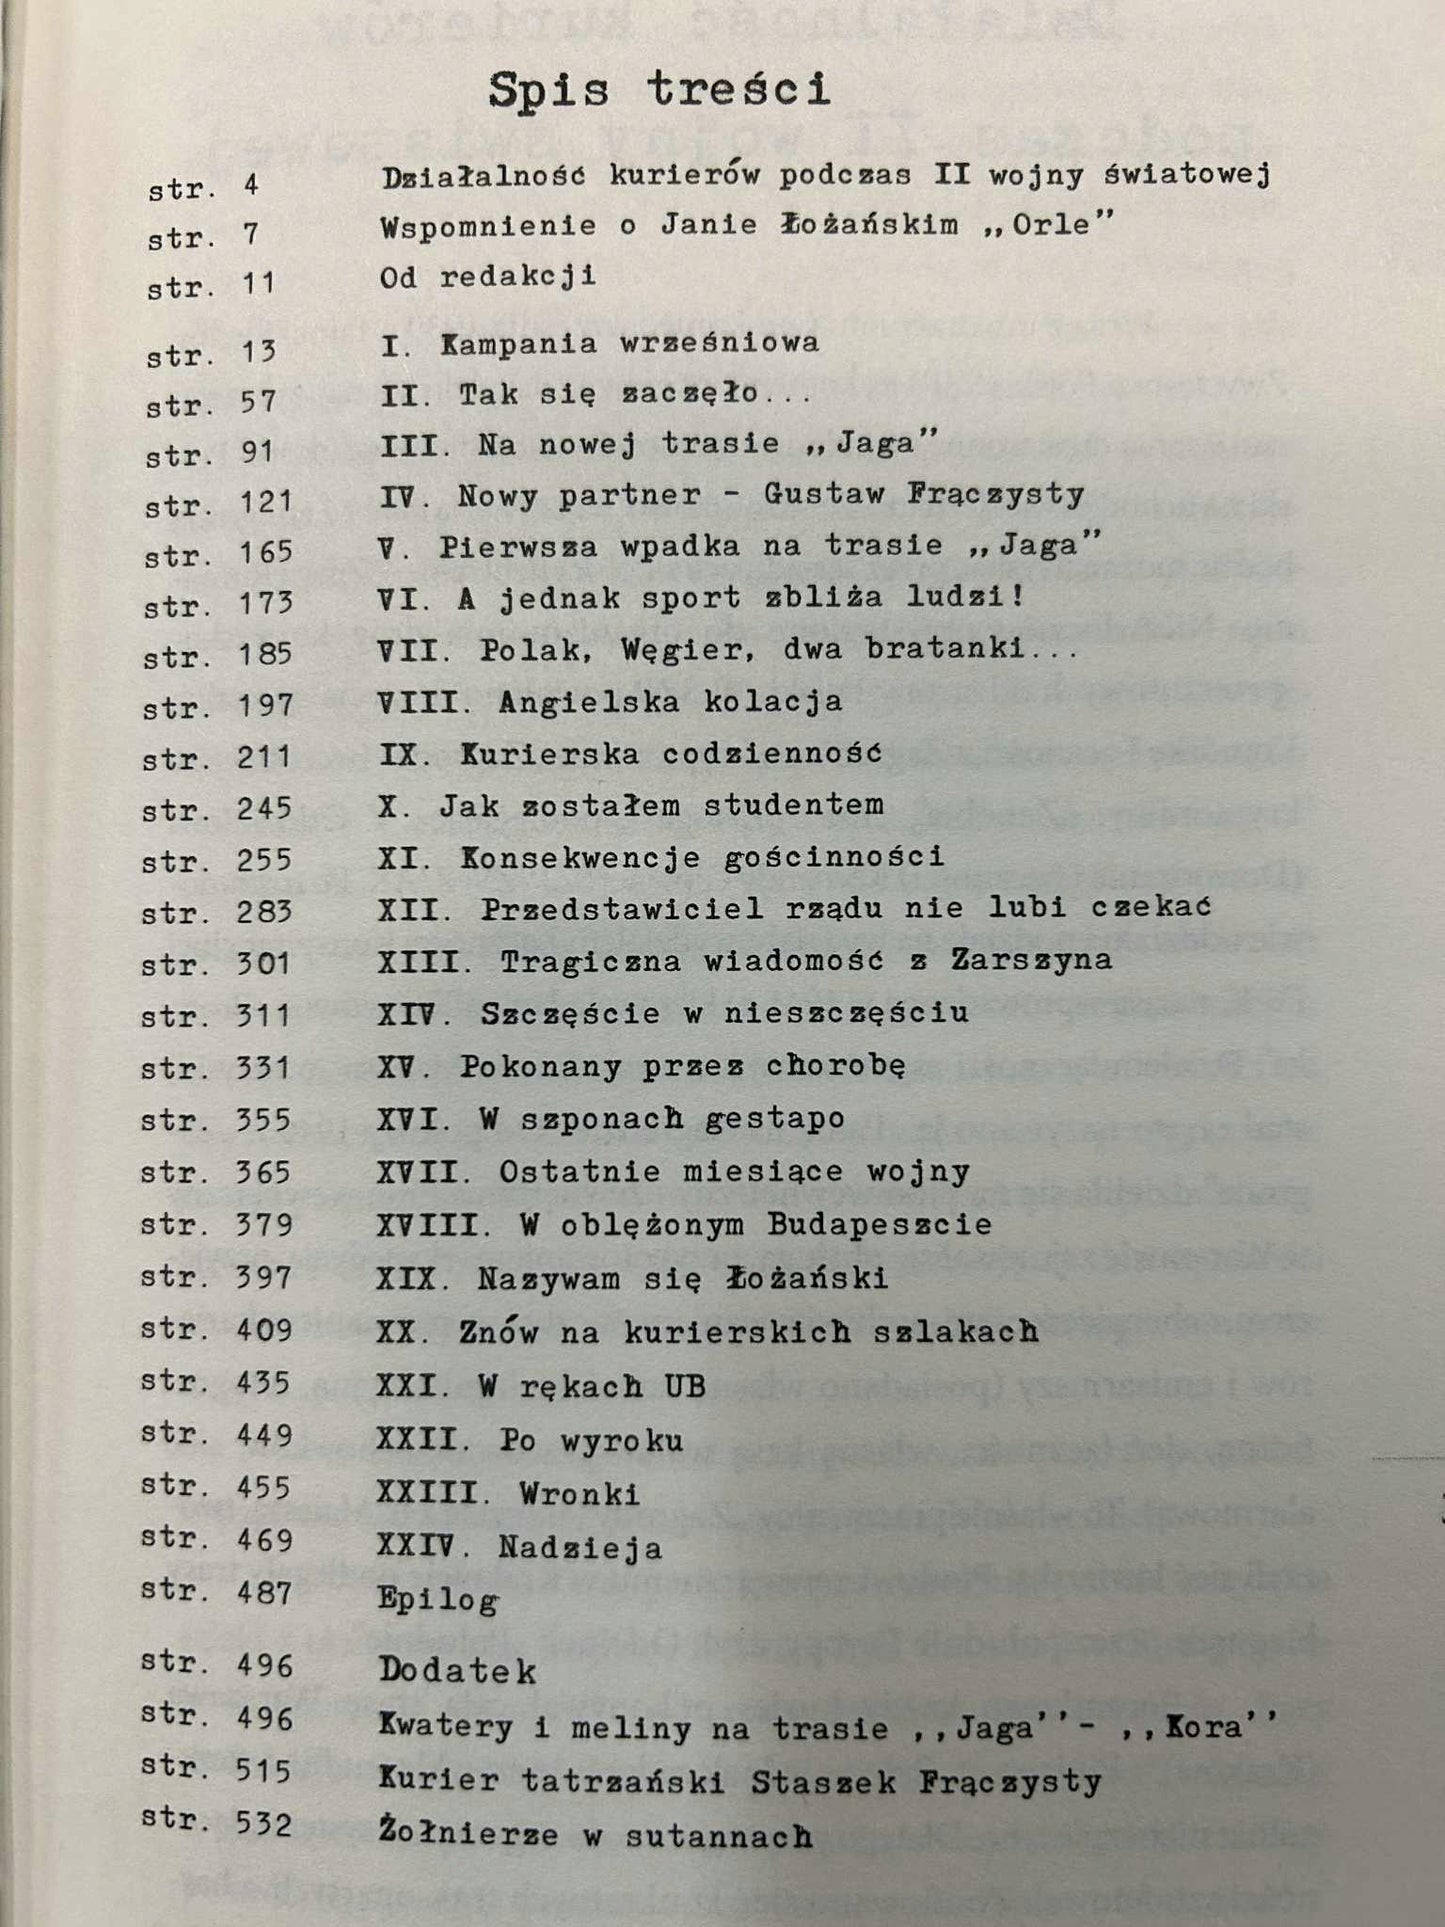 Spis treści
str. 4 Działalność kurierów podczas II wojny światowej
str. 7 Wspomnienie o Janie Łożańskim „Orle”
str. 11 Od redakcji
str. 13 I. Kampania wrześniowa
str. 57 II. Tak się zaczęło...
str. 91 III. Na nowej trasie „Jaga”
str. 121 IV. Nowy partner - Gustaw Frączysty
str. 165 V. Pierwsza wpadka na trasie „Jaga”
str. 173 VI. A jednak sport zbliża ludzi!
str. 185 VII. Polak, Węgier, dwa bratanki...
str. 197 VIII. Angielska kolacja
str. 211 IX. Kurierska codzienność
str. 245 X. Jak zostałem studentem
str. 255 XI. Konsekwencje gościnności
str. 283 XII. Przedstawiciel rządu nie lubi czekać
str. 301 XIII. Tragiczna wiadomość z Zarszyna
str. 311 XIV. Szczęście w nieszczęściu
str. 331 XV. Pokonany przez chorobę
str. 355 XVI. W szponach gestapo
str. 365 XVII. Ostatnie miesiące wojny
str. 379 XVIII. W oblężonym Budapeszcie
str. 397 XIX. Nazywam się Łożański
str. 409 XX. Znów na kurierskich szlakach
str. 435 XXI. W rękach UB
str. 449 XXII. Po wyroku
str. 455 XXIII. Wronki
str. 469 XXIV. Nadzieja
str. 487 Epilog
str. 496 Dodatek
str. 496 Kwatery i meliny na trasie ,,Jaga’’- ,,Kora’’
str. 515 Kurier tatrzański Staszek Frączysty
str. 532 Żołnierze w sutannach